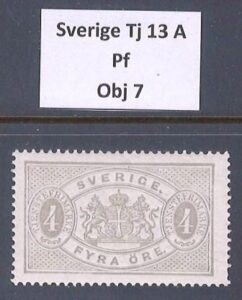 Sverige Tj 13 A
Pf
Obj 7
SVERIGE.
4
4
FYRA ÖRE.